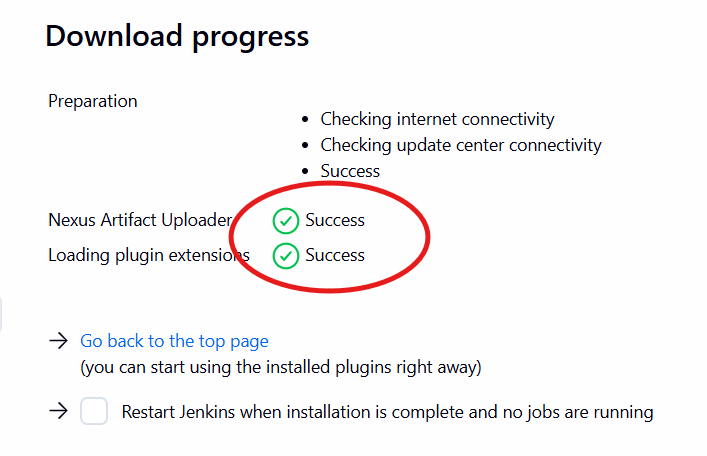 Download progress
Preparation
Checking internet connectivity
Checking update center connectivity
Success
Nexus Artifact Uploader Success
Loading plugin extensions Success
Go back to the top page
(you can start using the installed plugins right away)
Restart Jenkins when installation is complete and no jobs are running